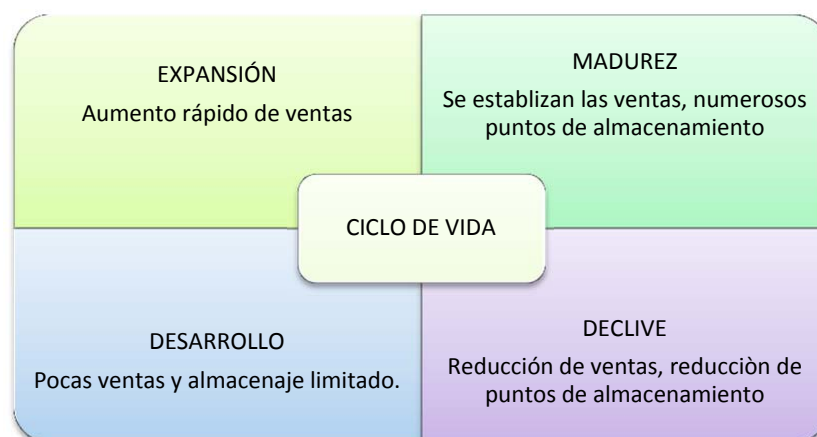 EXPANSIÓN
Aumento rápido de ventas
MADUREZ
Se establizan las ventas, numerosos
puntos de almacenamiento
CICLO DE VIDA
DESARROLLO
Pocas ventas y almacenaje limitado.
DECLIVE
Reducción de ventas, reducciòn de
puntos de almacenamiento